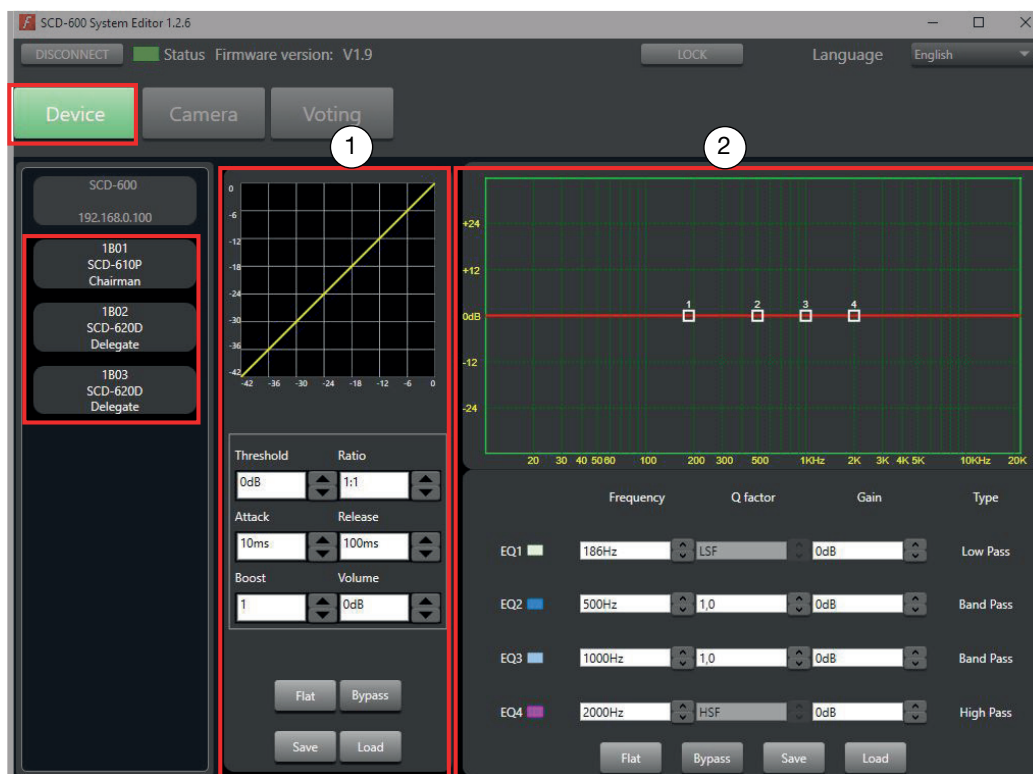 SCD-600 System Editor 1.2.6
DISCONNECT Status Firmware version: V1.9 LOCK Language English
Device Camera Voting
1 2
SCD-600
192.168.0.100
1B01
SCD-610P
Chairman
1B02
SCD-620D
Delegate
1B03
SCD-620D
Delegate
0
-6
-12
-18
-24
-30
-36
-42
-42 -36 -30 -24 -18 -12 -6 0
Threshold Ratio
0dB 1:1
Attack Release
10ms 100ms
Boost Volume
1 0dB
Flat Bypass
Save Load
+24
+12
0dB
-12
-24
1 2 3 4
20 30 40 50 60 100 200 300 500 1KHz 2K 3K 4K 5K 10KHz 20K
Frequency Q factor Gain Type
EQ1 186Hz LSF 0dB Low Pass
EQ2 500Hz 1,0 0dB Band Pass
EQ3 1000Hz 1,0 0dB Band Pass
EQ4 2000Hz HSF 0dB High Pass
Flat Bypass Save Load